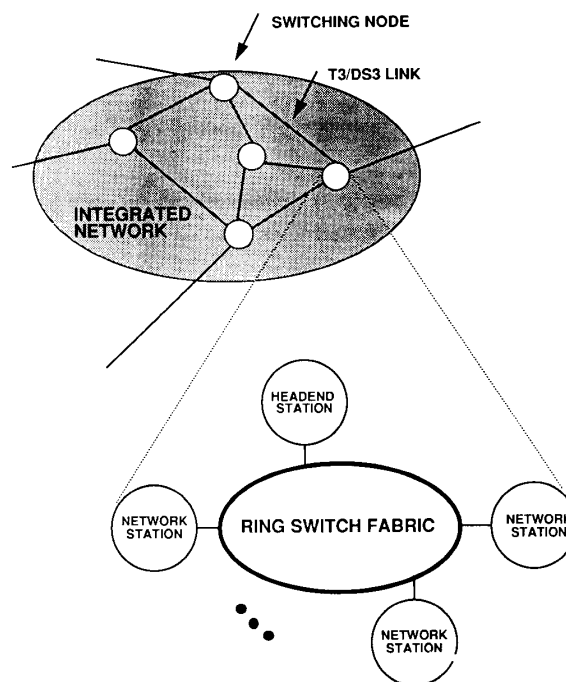 SWITCHING NODE
T3/DS3 LINK
INTEGRATED
NETWORK
HEADEND
STATION
NETWORK
STATION
RING SWITCH FABRIC
NETWORK
STATION
NETWORK
STATION